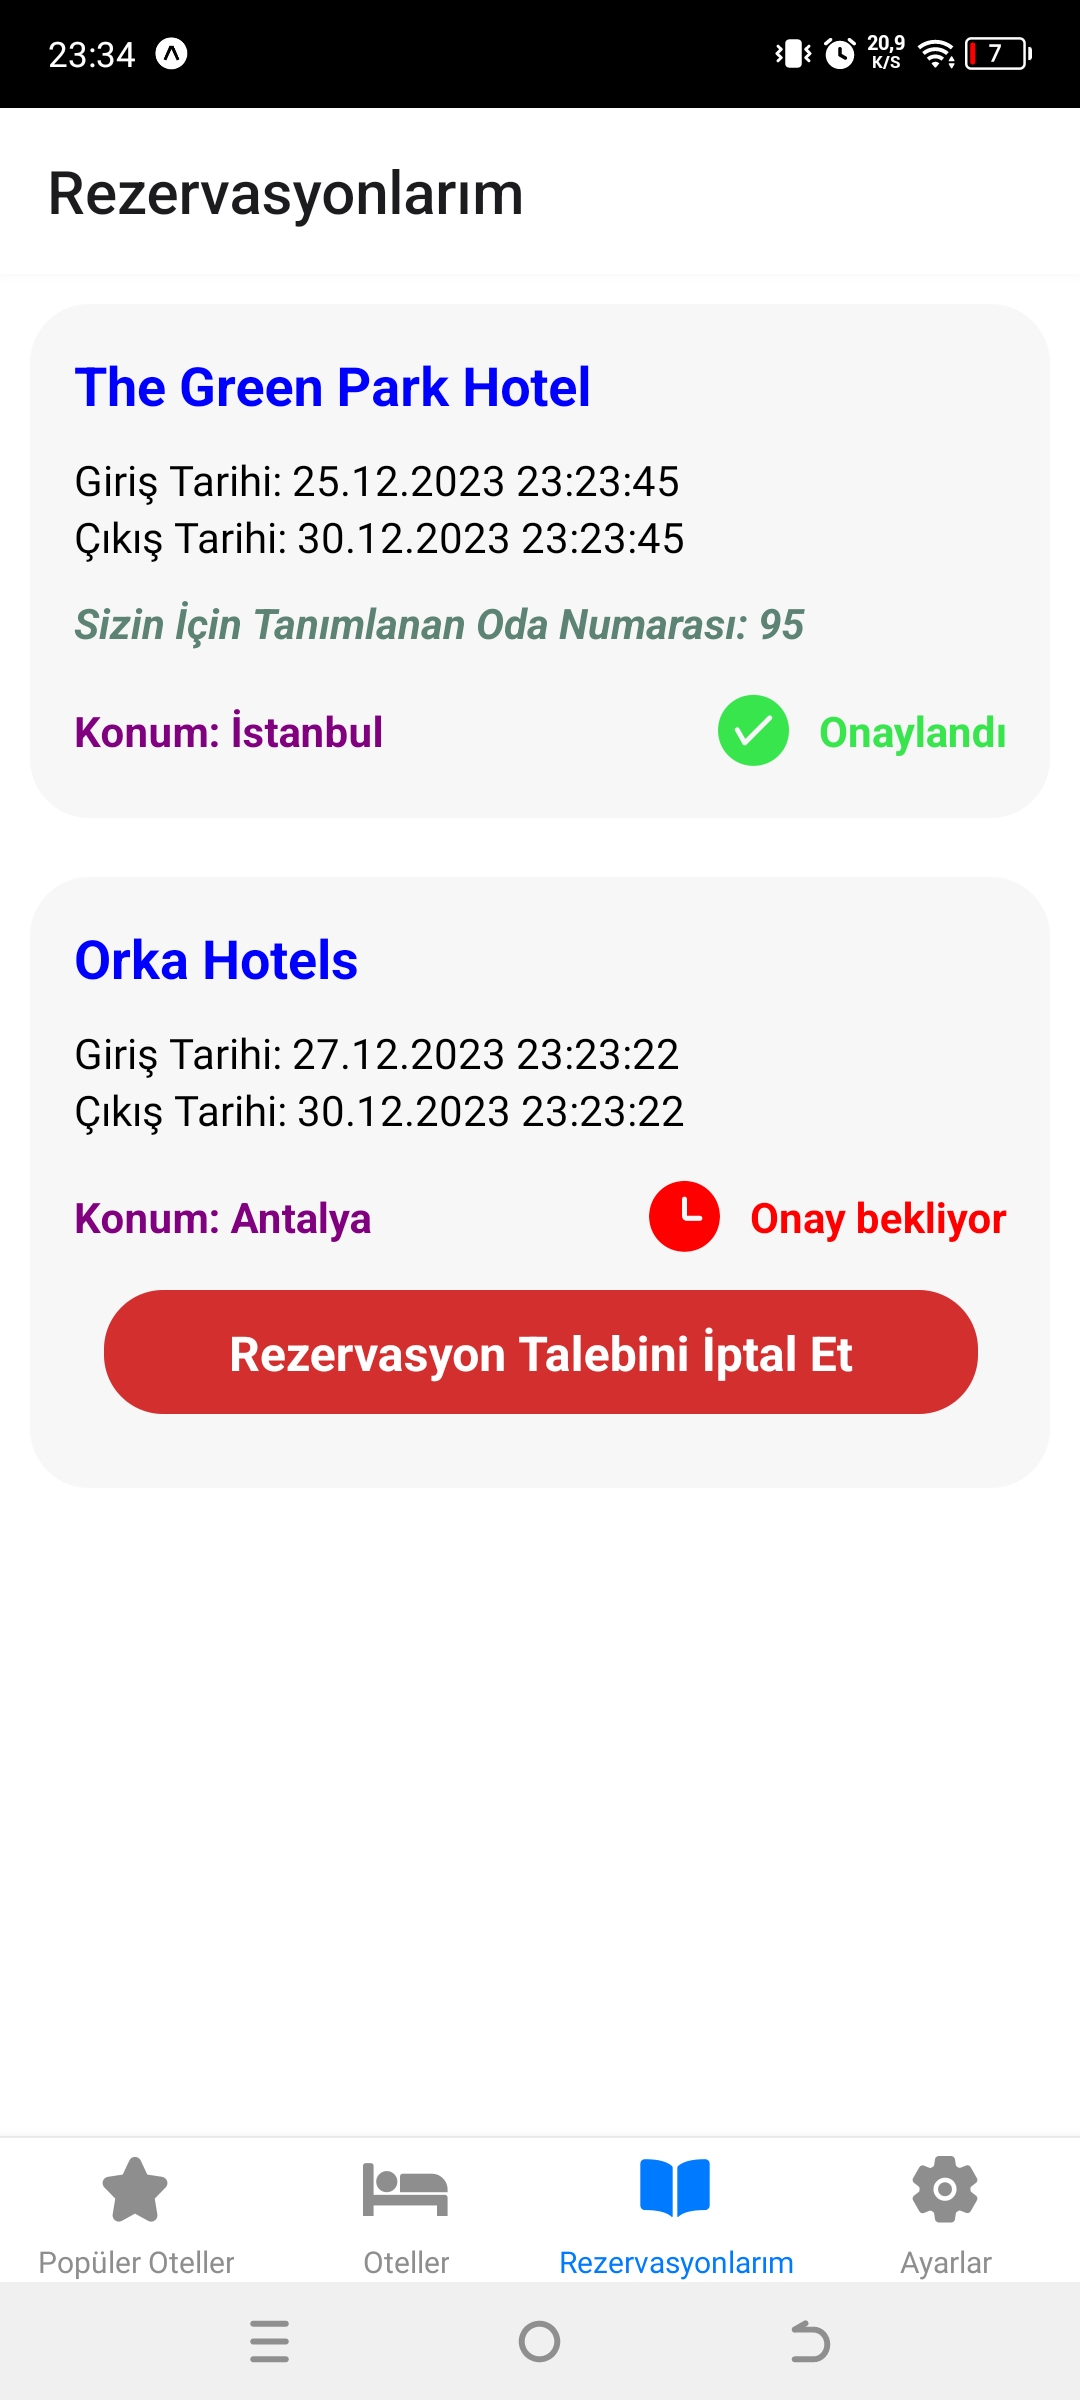 23:34
20,9
K/S
7
Rezervasyonlarım
The Green Park Hotel
Giriş Tarihi: 25.12.2023 23:23:45
Çıkış Tarihi: 30.12.2023 23:23:45
Sizin İçin Tanımlanan Oda Numarası: 95
Konum: İstanbul
Onaylandı
Orka Hotels
Giriş Tarihi: 27.12.2023 23:23:22
Çıkış Tarihi: 30.12.2023 23:23:22
Konum: Antalya
Onay bekliyor
Rezervasyon Talebini İptal Et
Popüler Oteller
Oteller
Rezervasyonlarım
Ayarlar